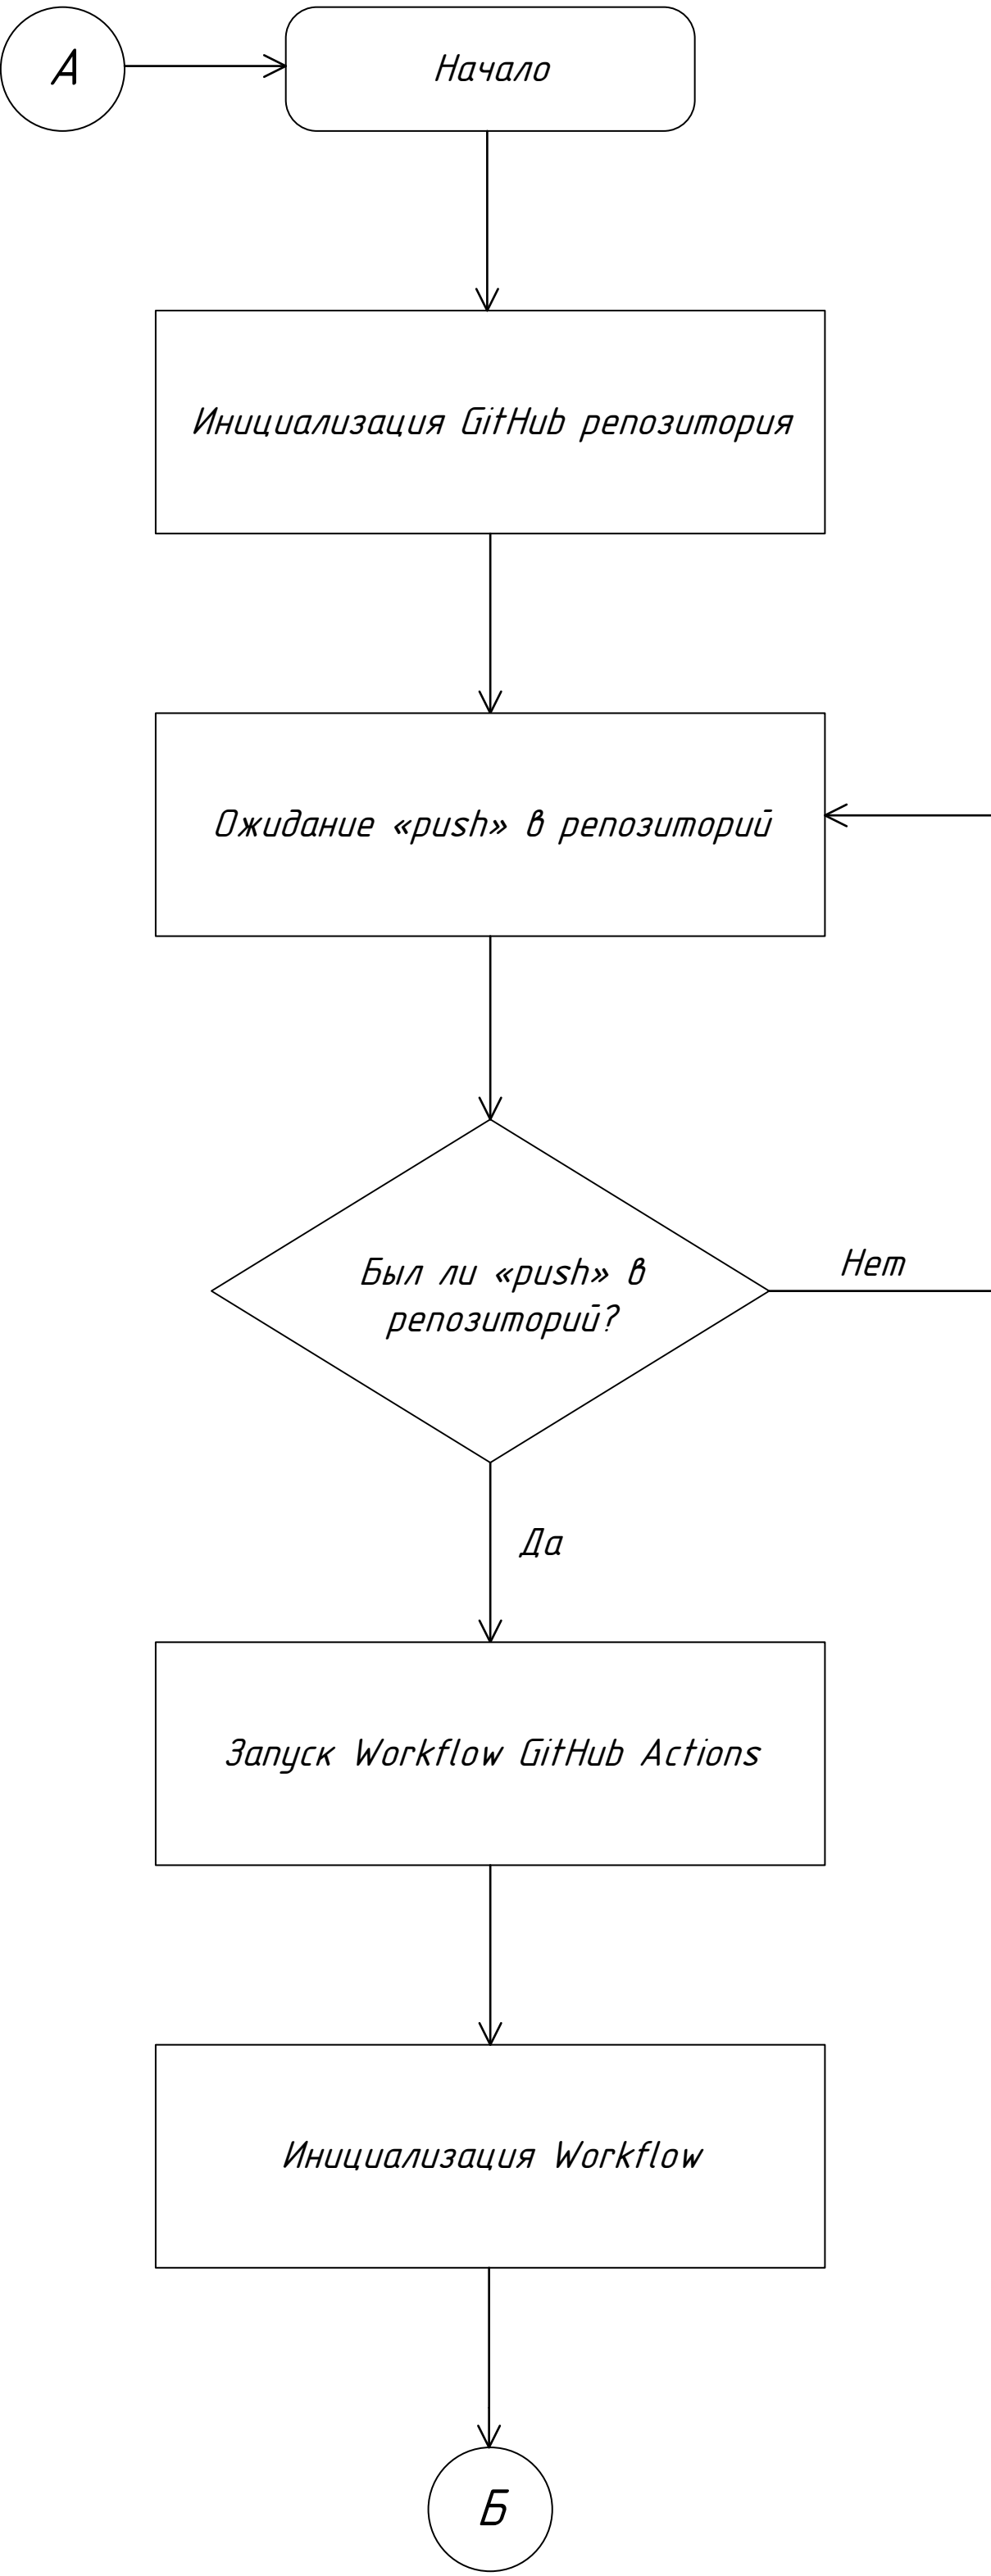 А
Начало
Инициализация GitHub репозитория
Ожидание «push» в репозиторий
Был ли «push» в
репозиторий?
Нет
Да
Запуск Workflow GitHub Actions
Инициализация Workflow
Б